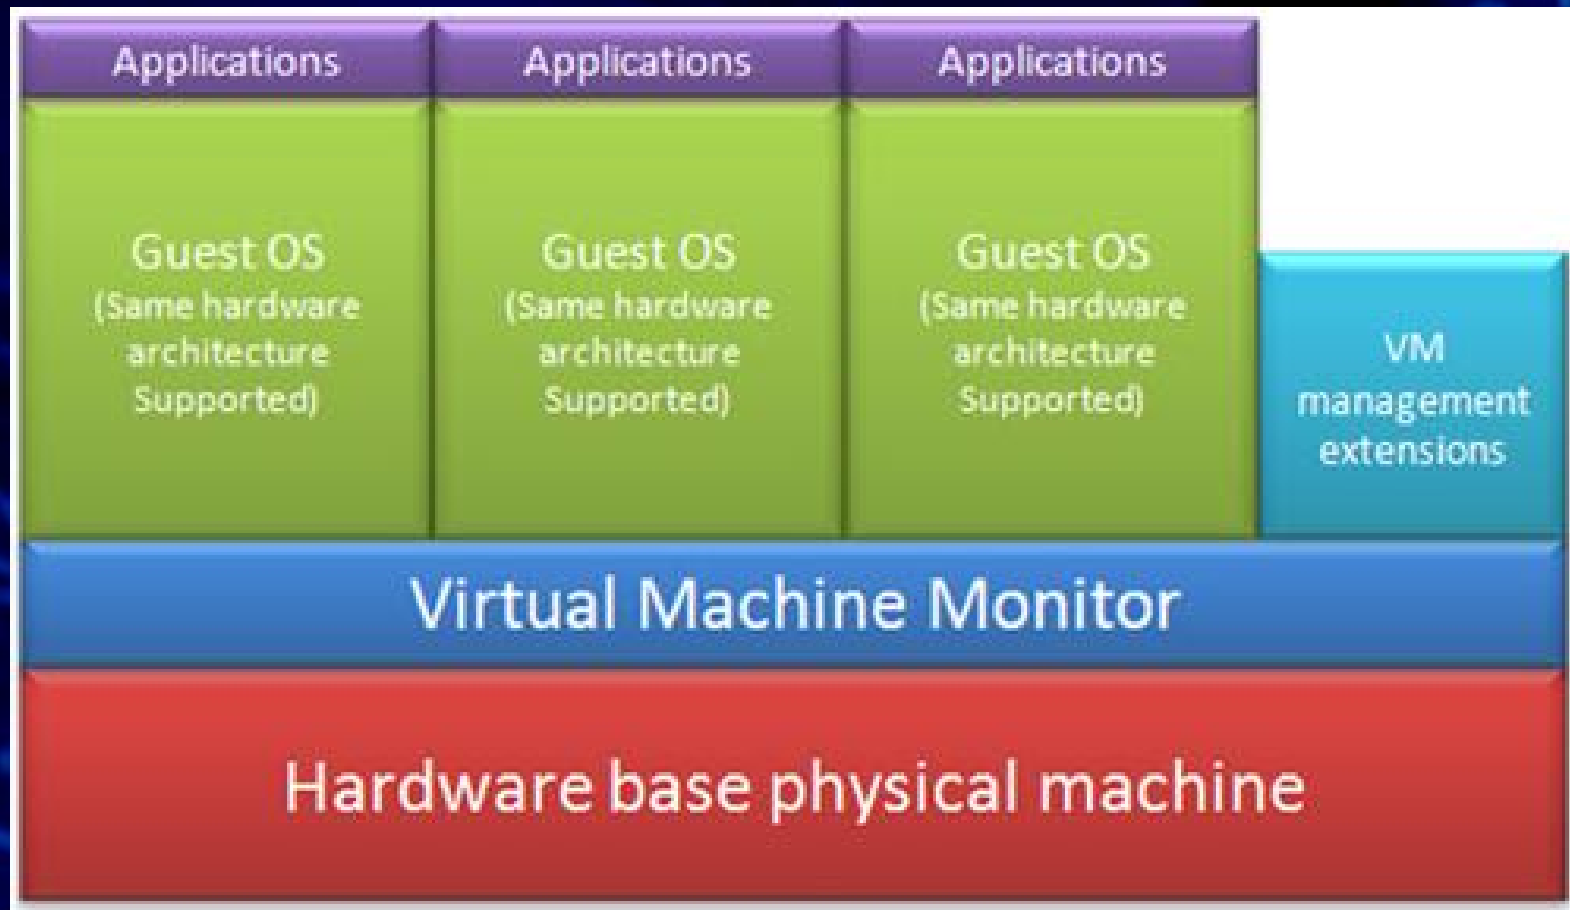 Applications
Applications
Applications
Guest OS
(Same hardware
architecture
Supported)
Guest OS
(Same hardware
architecture
Supported)
Guest OS
(Same hardware
architecture
Supported)
VM
management
extensions
Virtual Machine Monitor
Hardware base physical machine